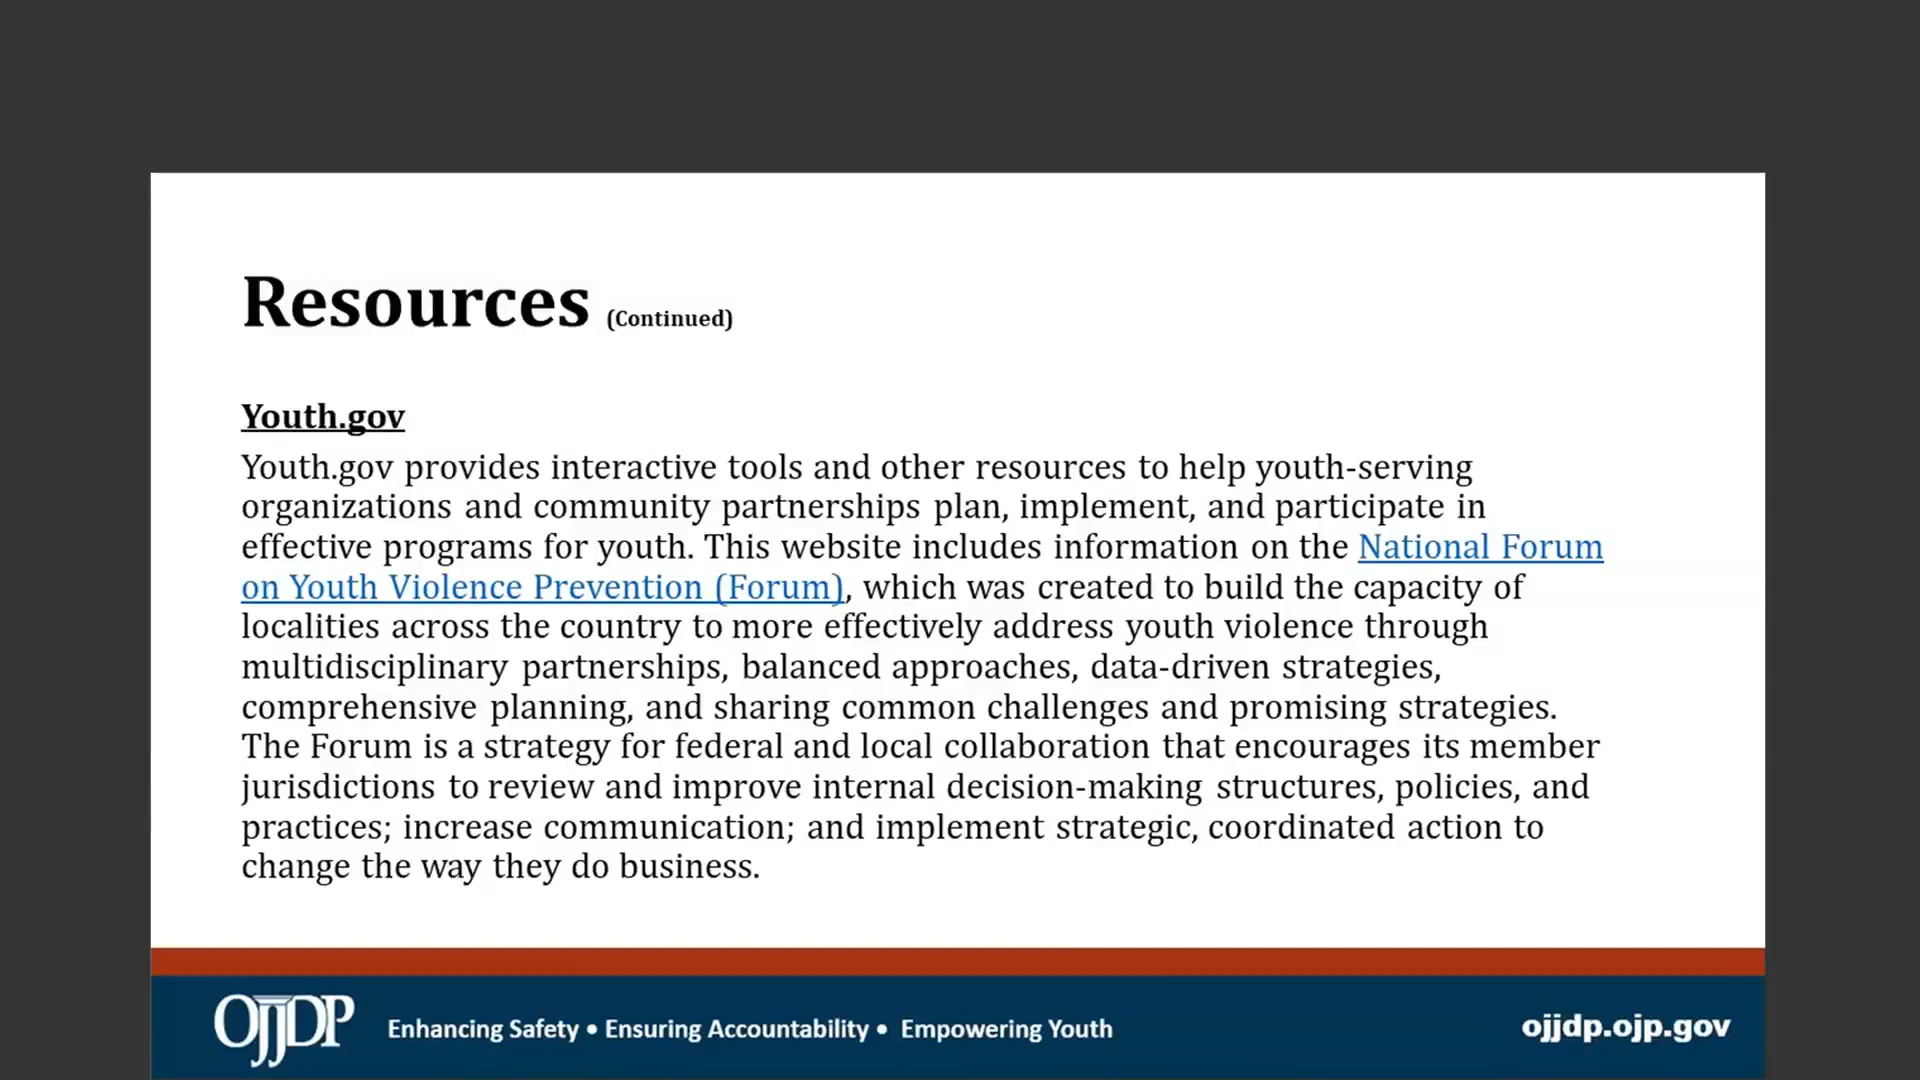 Resources (Continued)
Youth.gov
Youth.gov provides interactive tools and other resources to help youth-serving
organizations and community partnerships plan, implement, and participate in
effective programs for youth. This website includes information on the National Forum
on Youth Violence Prevention (Forum), which was created to build the capacity of
localities across the country to more effectively address youth violence through
multidisciplinary partnerships, balanced approaches, data-driven strategies,
comprehensive planning, and sharing common challenges and promising strategies.
The Forum is a strategy for federal and local collaboration that encourages its member
jurisdictions to review and improve internal decision-making structures, policies, and
practices; increase communication; and implement strategic, coordinated action to
change the way they do business.
OJJDP Enhancing Safety • Ensuring Accountability • Empowering Youth ojjdp.ojp.gov